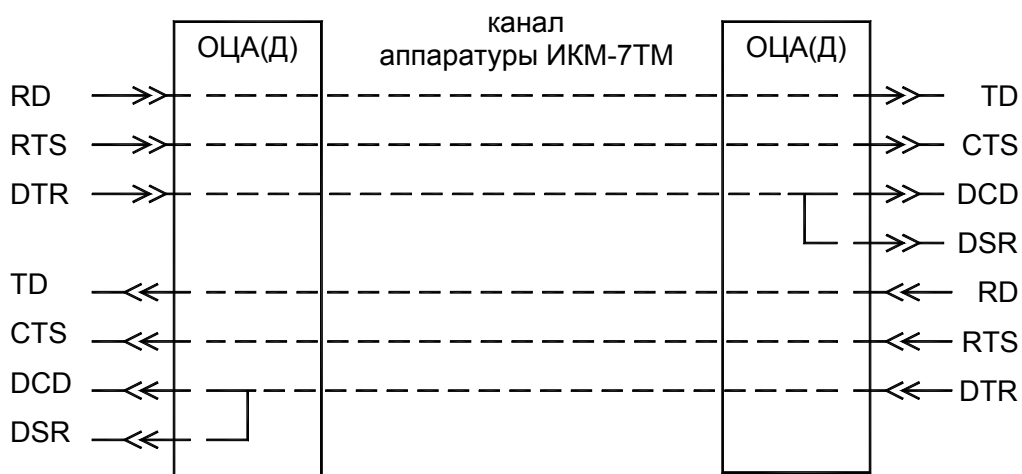 канал
аппаратуры ИКМ-7ТМ
ОЦА(Д)
ОЦА(Д)
RD
TD
RTS
CTS
DTR
DCD
DSR
TD
RD
CTS
RTS
DCD
DTR
DSR